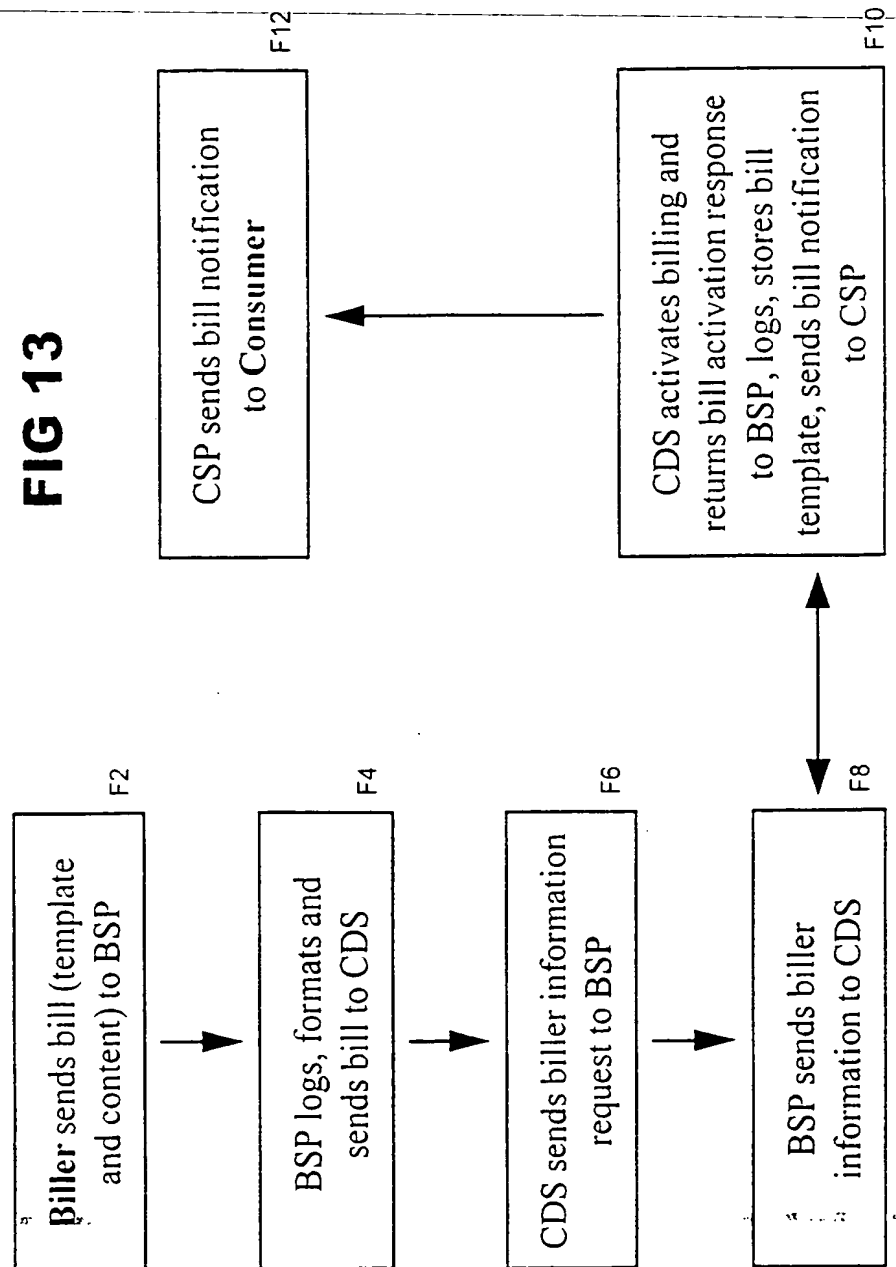 FIG 13
Biller sends bill (template
and content) to BSP
F2
BSP logs, formats and
sends bill to CDS
F4
CDS sends biller information
request to BSP
F6
BSP sends biller
information to CDS
F8
CDS activates billing and
returns bill activation response
to BSP, logs, stores bill
template, sends bill notification
to CSP
F10
CSP sends bill notification
to Consumer
F12